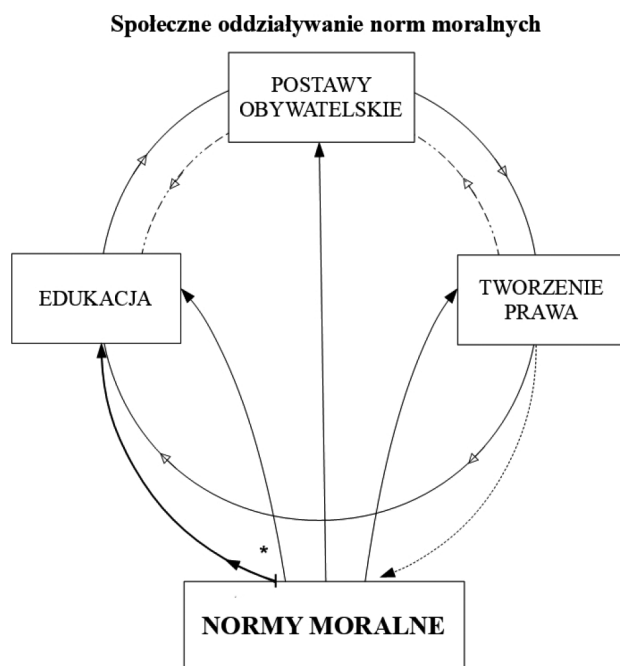 Społeczne oddziaływanie norm moralnych
POSTAWY
OBYWATELSKIE
EDUKACJA
TWORZENIE
PRAWA
*
NORMY MORALNE